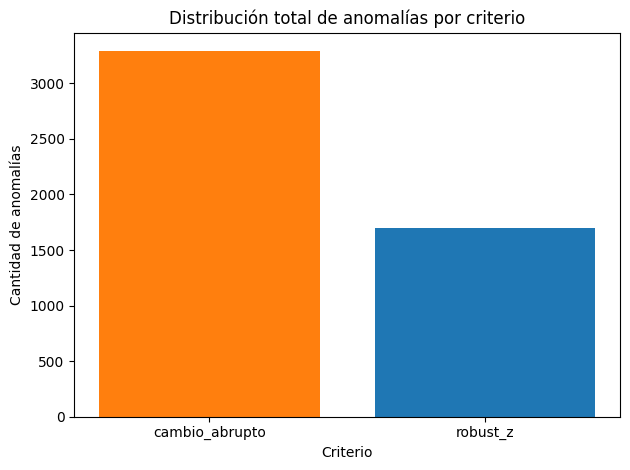 Distribución total de anomalías por criterio
Cantidad de anomalías
3000
2500
2000
1500
1000
500
0
cambio_abrupto
robust_z
Criterio